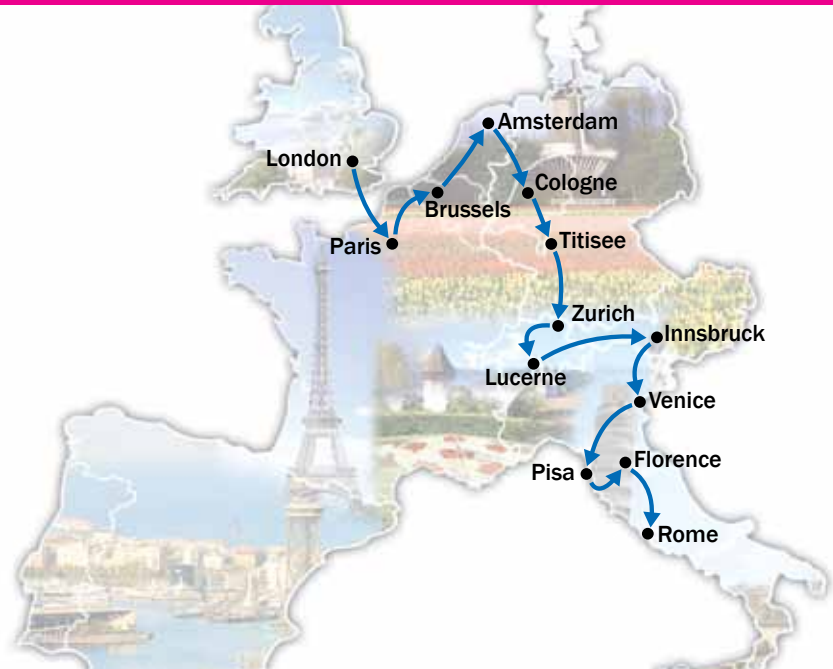 Amsterdam
London
Cologne
Brussels
Paris
Titisee
Zurich
Innsbruck
Lucerne
Venice
Florence
Pisa
Rome